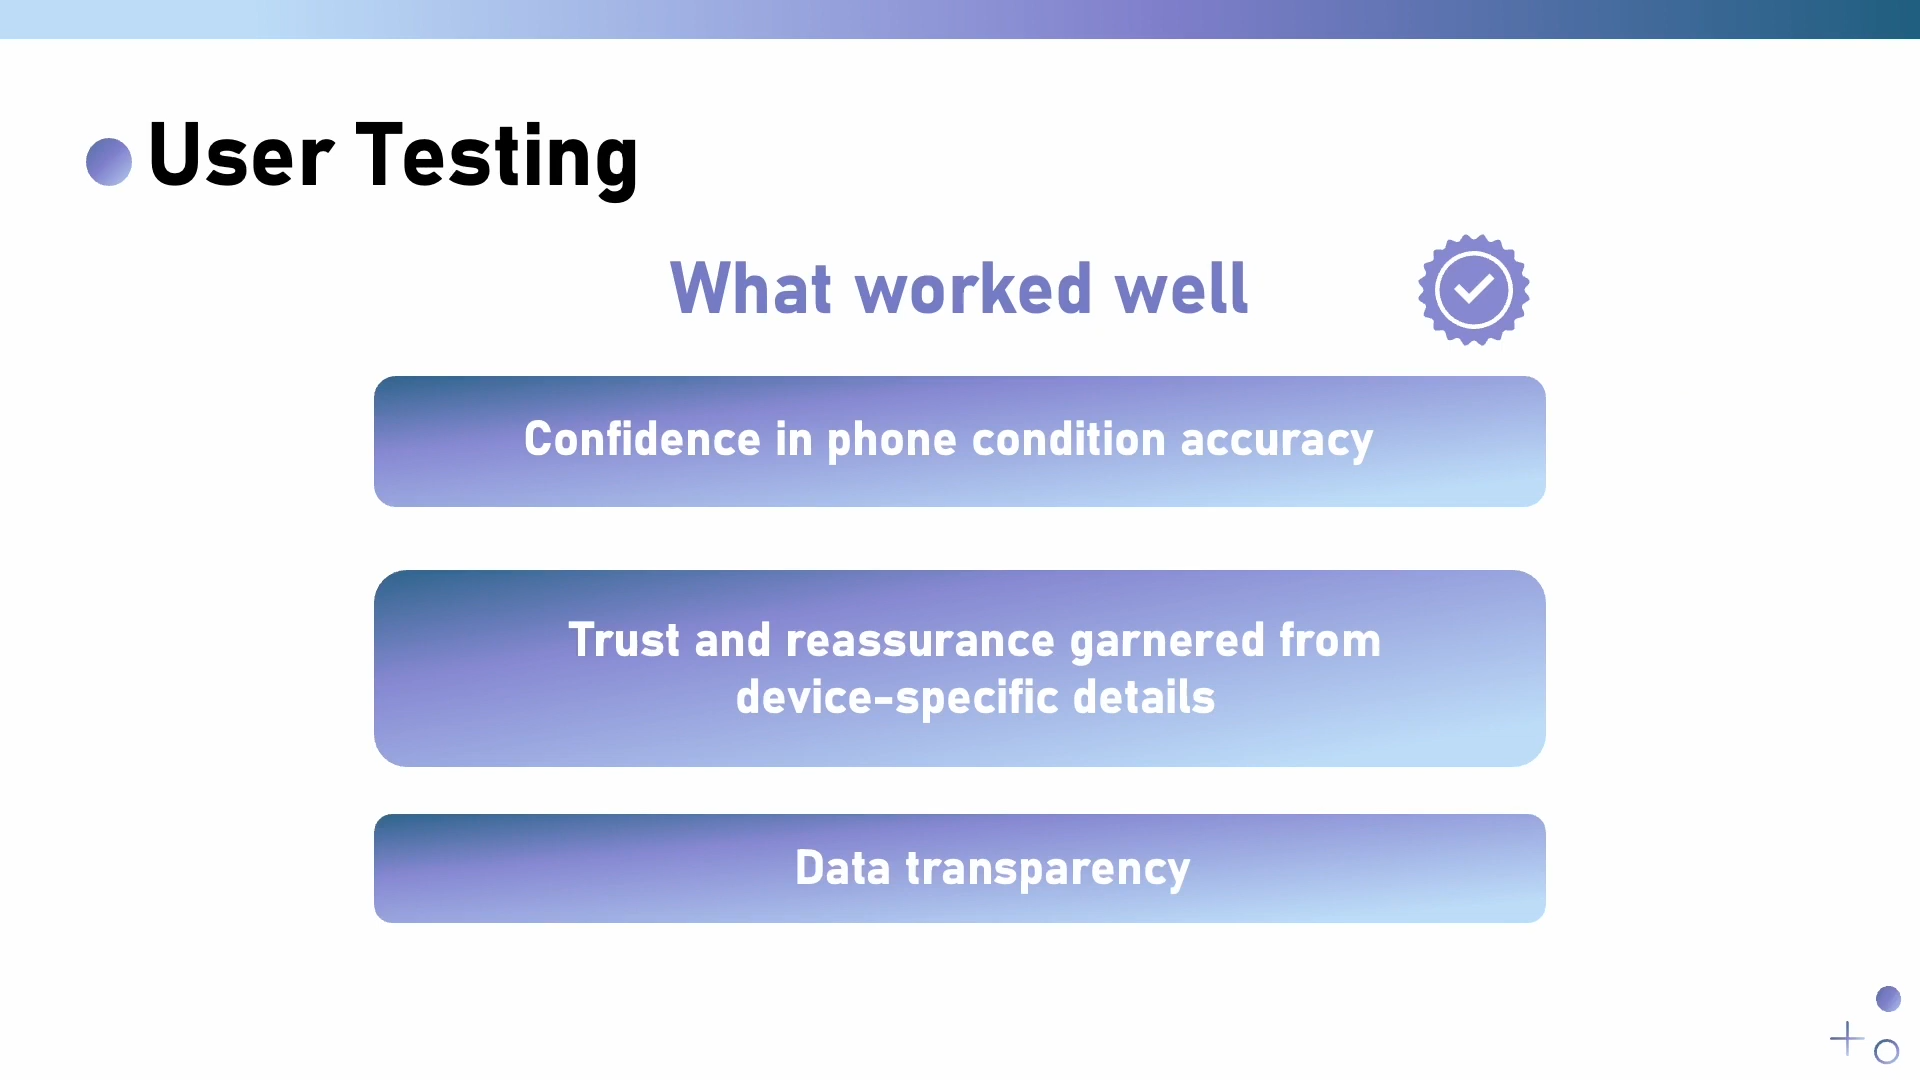 User Testing
What worked well
Confidence in phone condition accuracy
Trust and reassurance garnered from
device-specific details
Data transparency